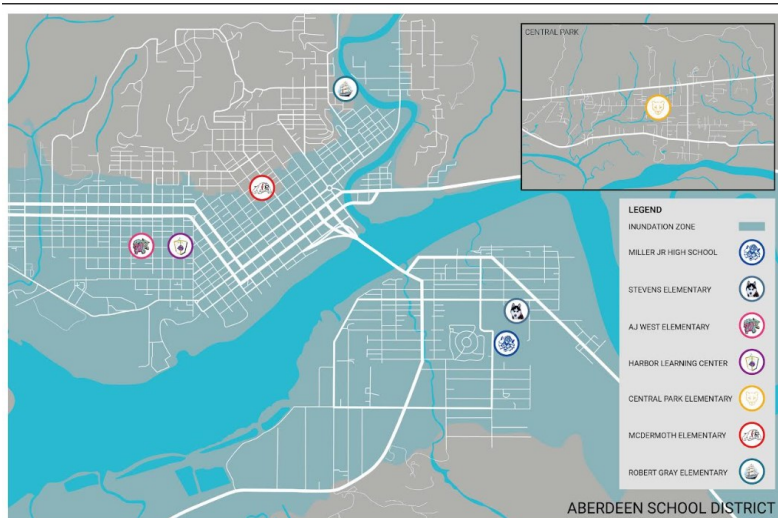 CENTRAL PARK
LEGEND
INUNDATION ZONE
MILLER JR HIGH SCHOOL
STEVENS ELEMENTARY
AJ WEST ELEMENTARY
HARBOR LEARNING CENTER
CENTRAL PARK ELEMENTARY
MCDERMOTH ELEMENTARY
ROBERT GRAY ELEMENTARY
ABERDEEN SCHOOL DISTRICT